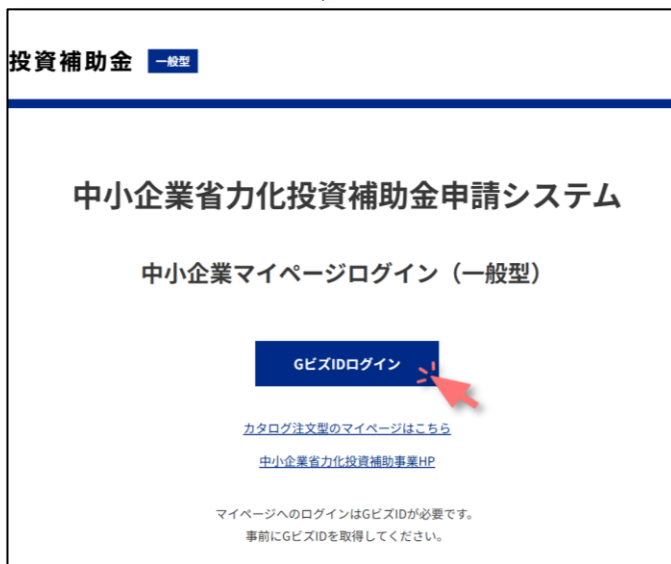 投資補助金 一般型
中小企業省力化投資補助金申請システム
中小企業マイページログイン（一般型）
GビズIDログイン
カタログ注文型のマイページはこちら
中小企業省力化投資補助事業HP
マイページへのログインはGビズIDが必要です。
事前にGビズIDを取得してください。